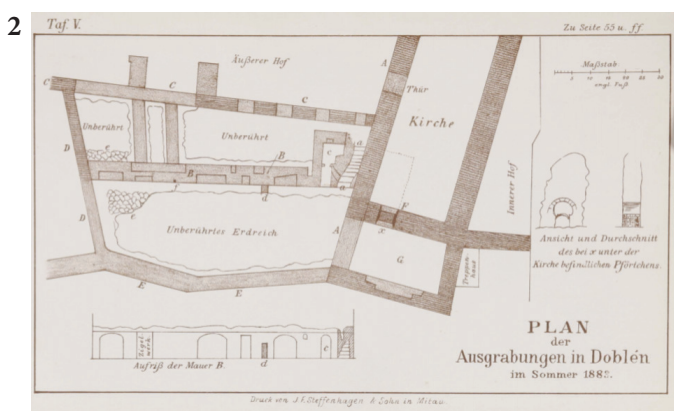 2
Taf. V.
Zu Seite 55 u. ff.
Äußerer Hof
Maßstab
engl. Fuß
C
C
C
A
Thür
Kirche
Unberührt
Unberührt
Innerer Hof
D
D
e
B
B
c
a
a
f
d
e
Unberührtes Erdreich
A
F
x
G
Treppenhaus
E
E
Ansicht und Durchschnitt
des bei x unter der
Kirche befindlichen Pförtchens.
PLAN
der
Ausgrabungen in Doblén
im Sommer 1882.
Aufriß der Mauer B.
d
c
Druck von J.F. Steffenhagen & Sohn in Mitau.